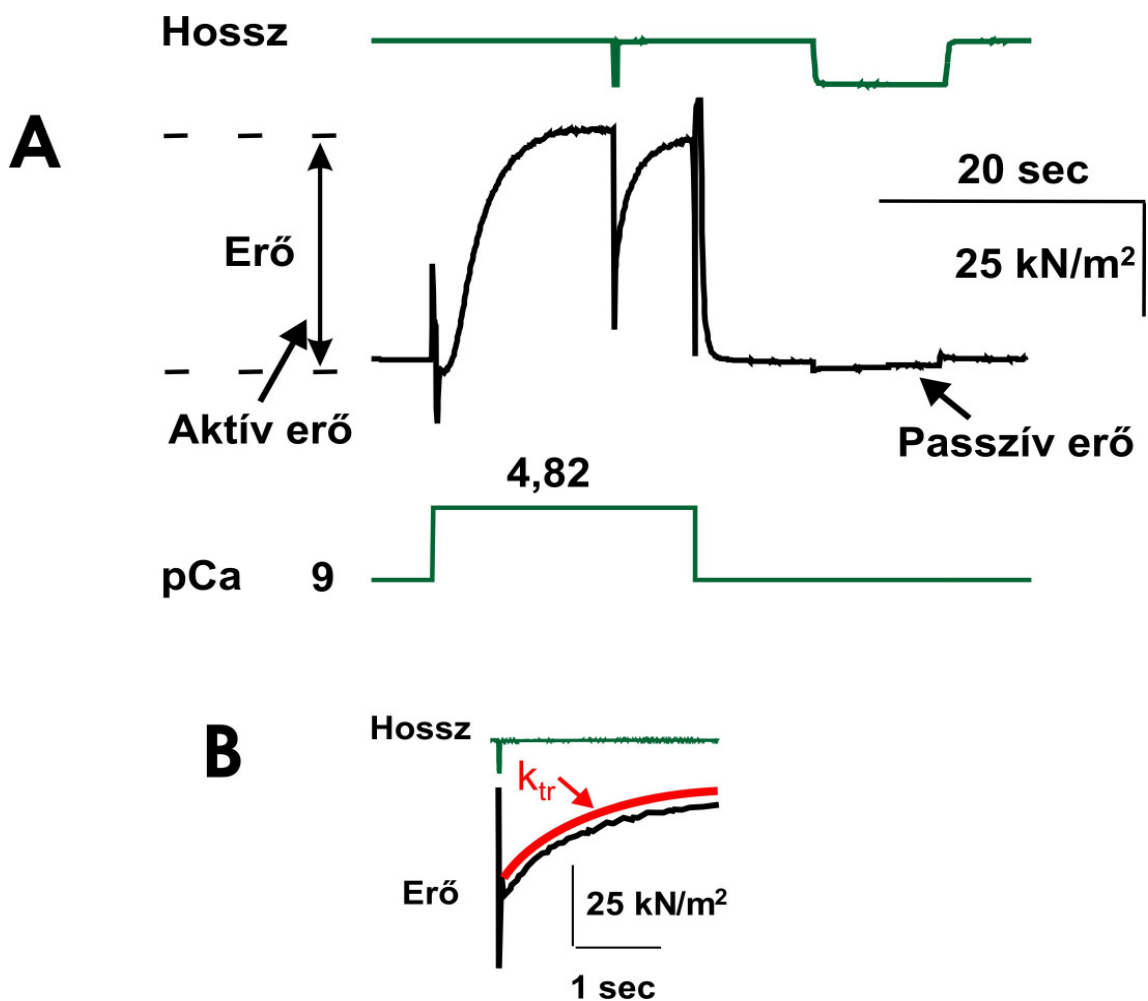 Hossz
A
20 sec
Erő
25 kN/m²
Aktív erő
Passzív erő
4,82
pCa 9
B
Hossz
ktr
Erő
25 kN/m²
1 sec